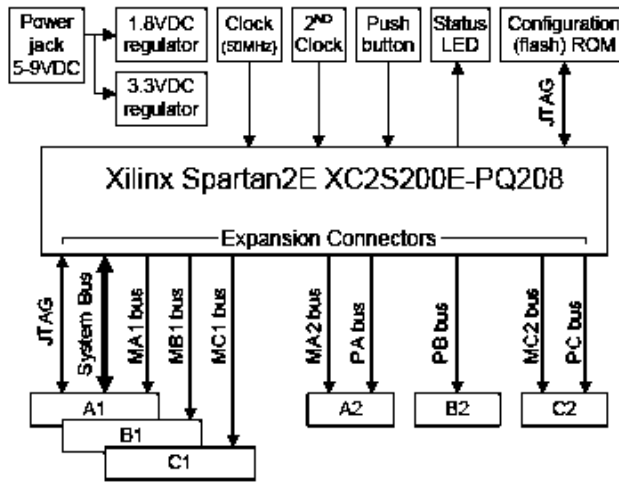 Power
jack
5-9VDC
1.8VDC
regulator
3.3VDC
regulator
Clock
(50MHz)
2ND
Clock
Push
button
Status
LED
Configuration
(flash) ROM
JTAG
Xilinx Spartan2E XC2S200E-PQ208
Expansion Connectors
JTAG
System Bus
MA1 bus
MB1 bus
MC1 bus
MA2 bus
PA bus
PB bus
MC2 bus
PC bus
A1
B1
C1
A2
B2
C2